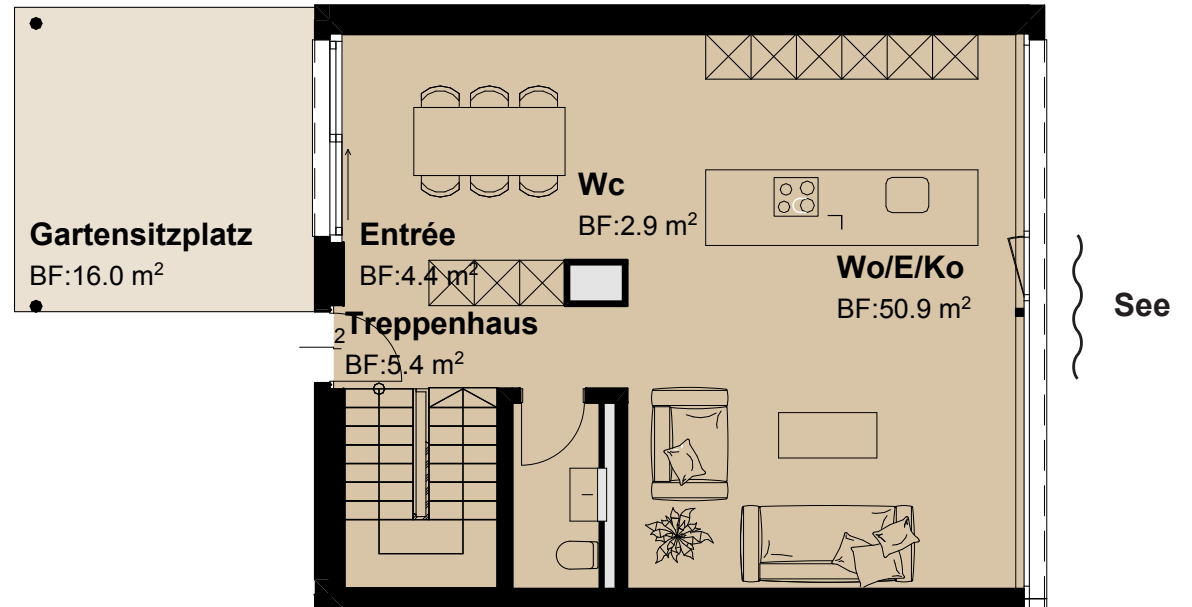 Wc
BF:2.9 m²
Gartensitzplatz
BF:16.0 m²
Entrée
BF:4.4 m²
Wo/E/Ko
BF:50.9 m²
See
2
Treppenhaus
BF:5.4 m²